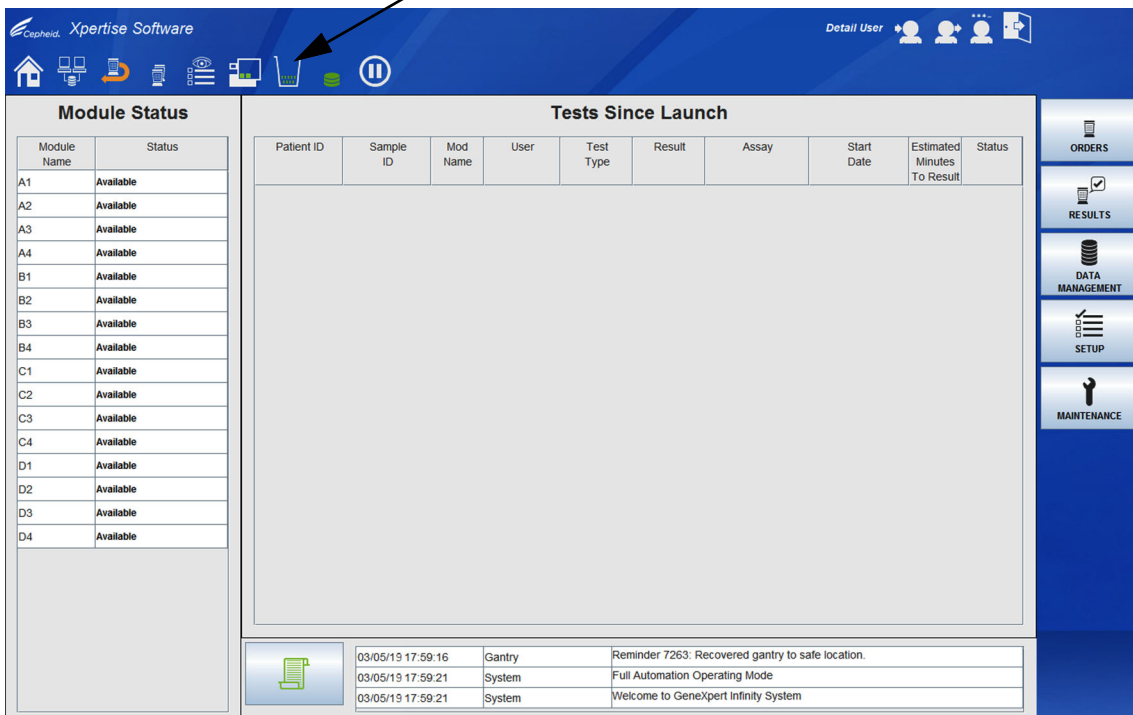 Cepheid. Xpertise Software
Detail User
Module Status
Module Name
Status
A1 Available
A2 Available
A3 Available
A4 Available
B1 Available
B2 Available
B3 Available
B4 Available
C1 Available
C2 Available
C3 Available
C4 Available
D1 Available
D2 Available
D3 Available
D4 Available
Tests Since Launch
Patient ID
Sample ID
Mod Name
User
Test Type
Result
Assay
Start Date
Estimated Minutes To Result
Status
03/05/19 17:59:16 Gantry Reminder 7263: Recovered gantry to safe location.
03/05/19 17:59:21 System Full Automation Operating Mode
03/05/19 17:59:21 System Welcome to GeneXpert Infinity System
ORDERS
RESULTS
DATA
MANAGEMENT
SETUP
MAINTENANCE